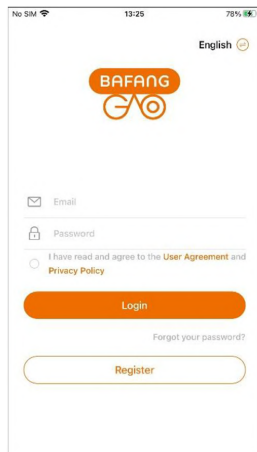 No SIM 13:25 78%
English
BAFANG
GO
Email
Password
I have read and agree to the User Agreement and
Privacy Policy
Login
Forgot your password?
Register